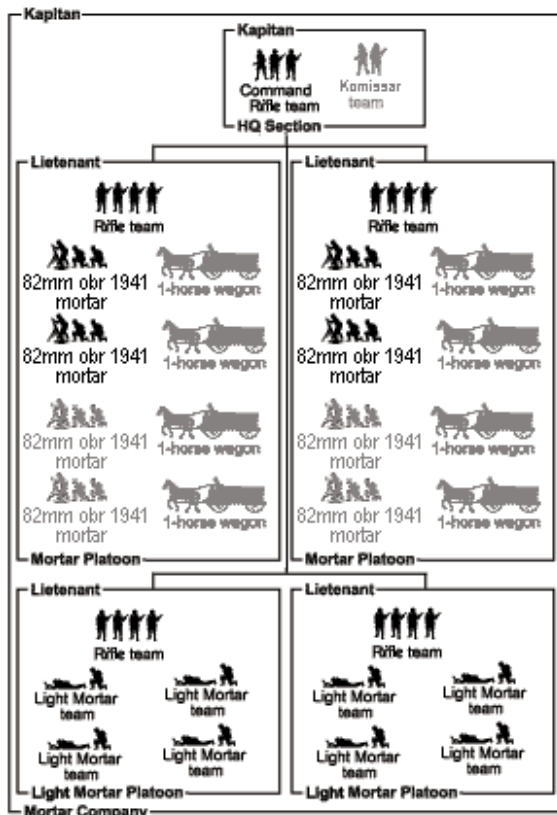 Kapitan
Kapitan
Command
Rifle team
Komissar
team
HQ Section
Lietenant
Rifle team
82mm obr 1941
mortar
1-horse wagon
82mm obr 1941
mortar
1-horse wagon
82mm obr 1941
mortar
1-horse wagon
82mm obr 1941
mortar
1-horse wagon
Mortar Platoon
Lietenant
Rifle team
82mm obr 1941
mortar
1-horse wagon
82mm obr 1941
mortar
1-horse wagon
82mm obr 1941
mortar
1-horse wagon
82mm obr 1941
mortar
1-horse wagon
Mortar Platoon
Lietenant
Rifle team
Light Mortar
team
Light Mortar
team
Light Mortar
team
Light Mortar
team
Light Mortar Platoon
Lietenant
Rifle team
Light Mortar
team
Light Mortar
team
Light Mortar
team
Light Mortar
team
Light Mortar Platoon
Mortar Company